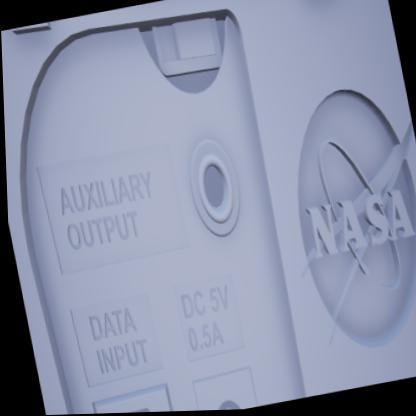 AUXILIARY
OUTPUT
NASA
DATA
INPUT
DC 5V
0.5A